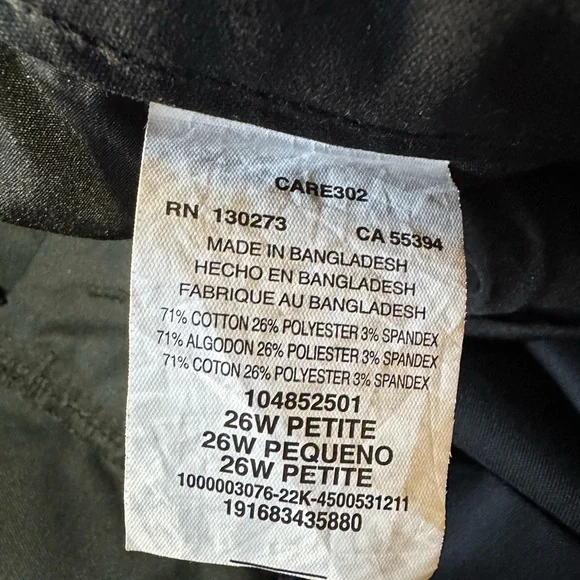 CARE302
RN 130273 CA 55394
MADE IN BANGLADESH
HECHO EN BANGLADESH
FABRIQUE AU BANGLADESH
71% COTTON 26% POLYESTER 3% SPANDEX
71% ALGODON 26% POLIESTER 3% SPANDEX
71% COTON 26% POLYESTER 3% SPANDEX
104852501
26W PETITE
26W PEQUENO
26W PETITE
1000003076-22K-4500531211
191683435880